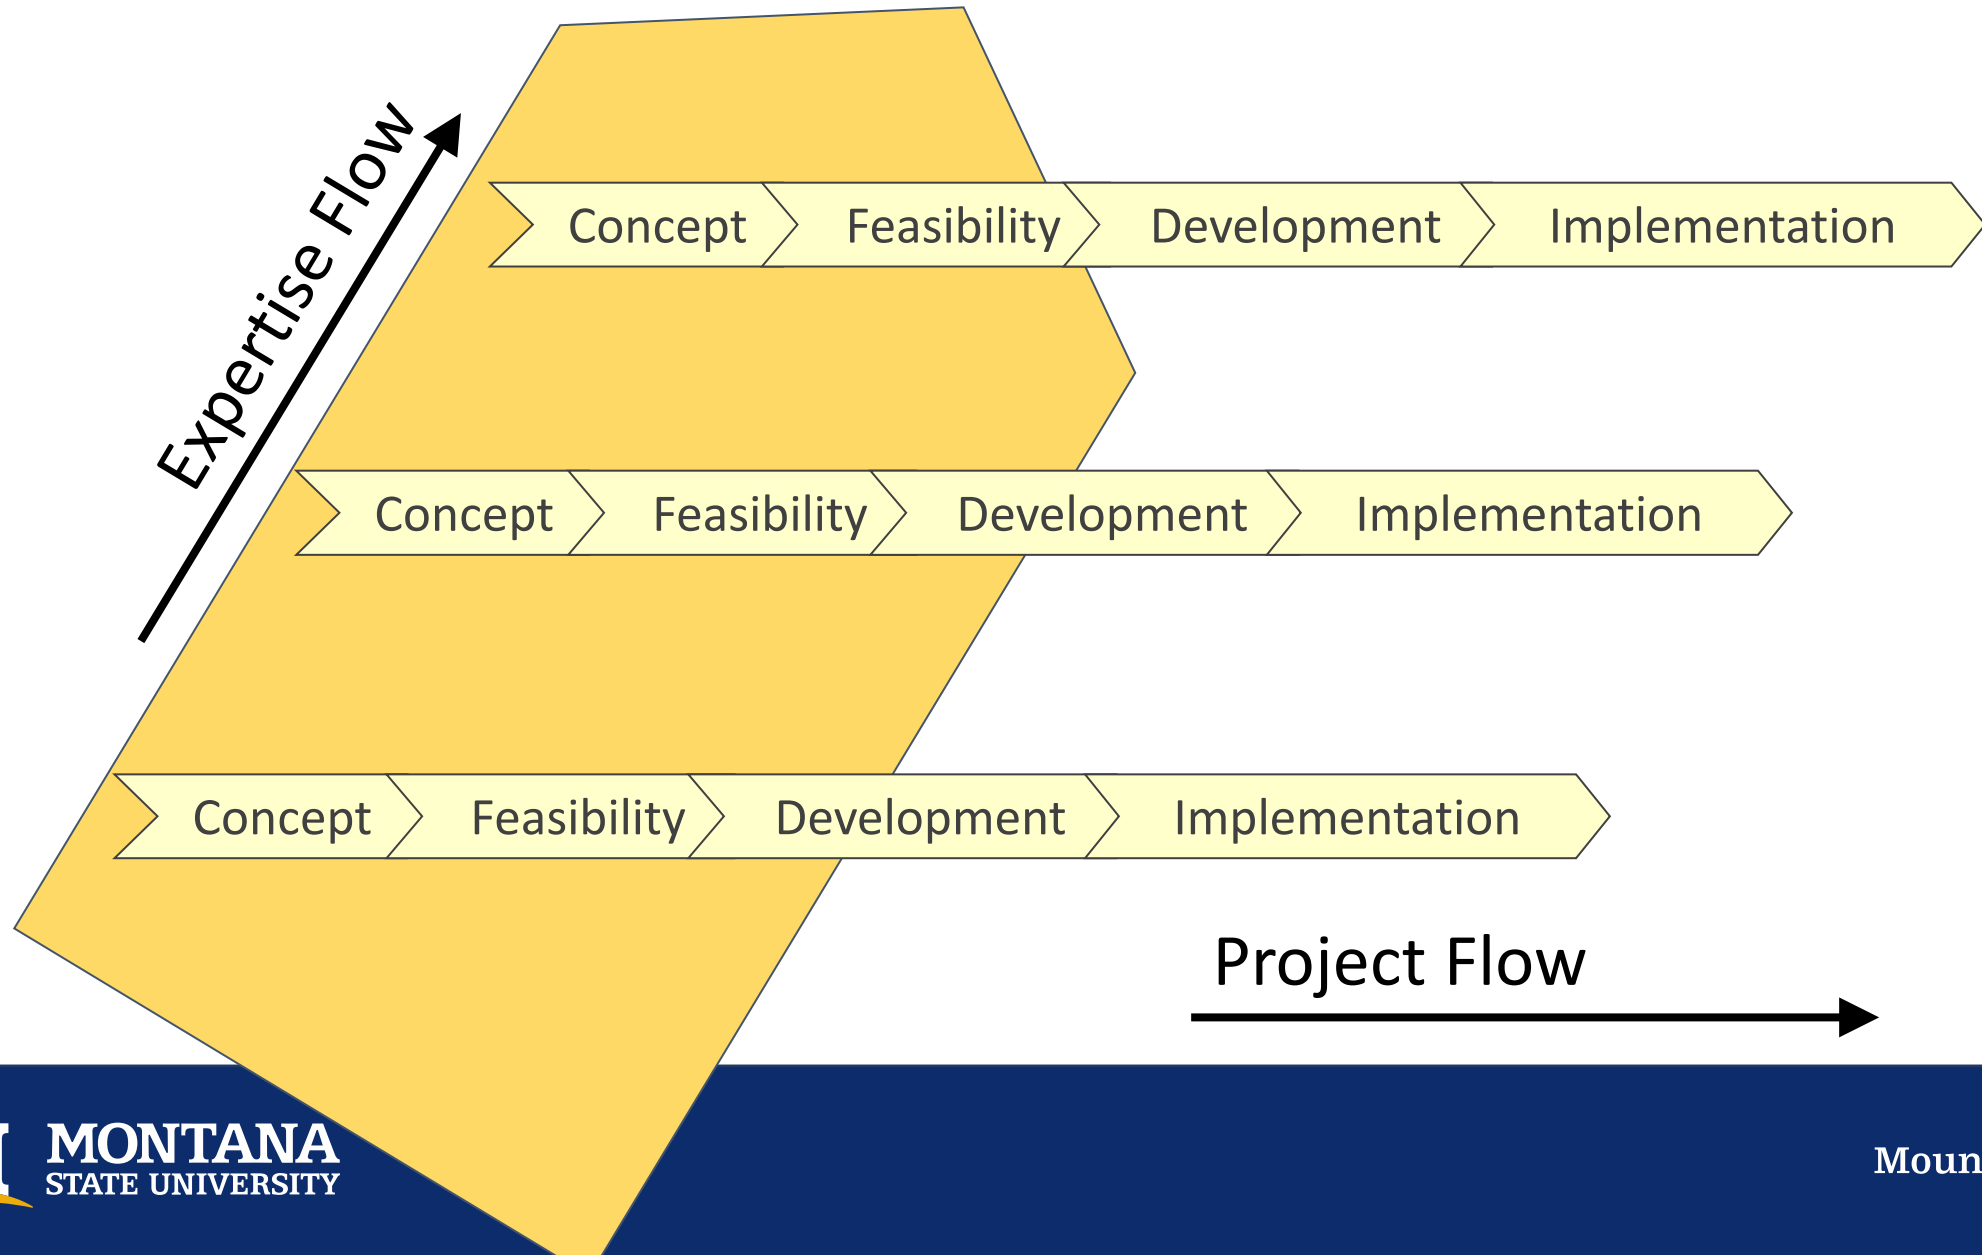 Expertise Flow
Concept Feasibility Development Implementation
Concept Feasibility Development Implementation
Concept Feasibility Development Implementation
Project Flow
MONTANA
STATE UNIVERSITY